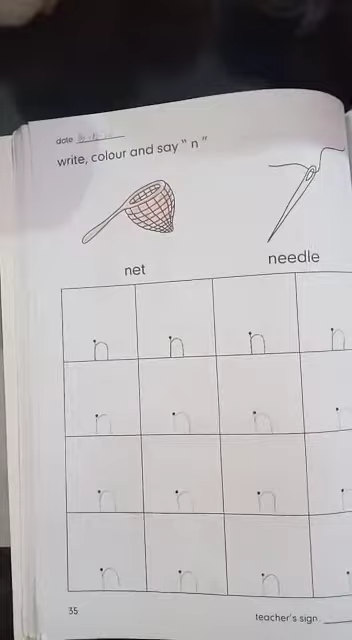 date
write, colour and say "n"
net needle
n n n n
n n n n
n n n n
n n n
35
teacher's sign